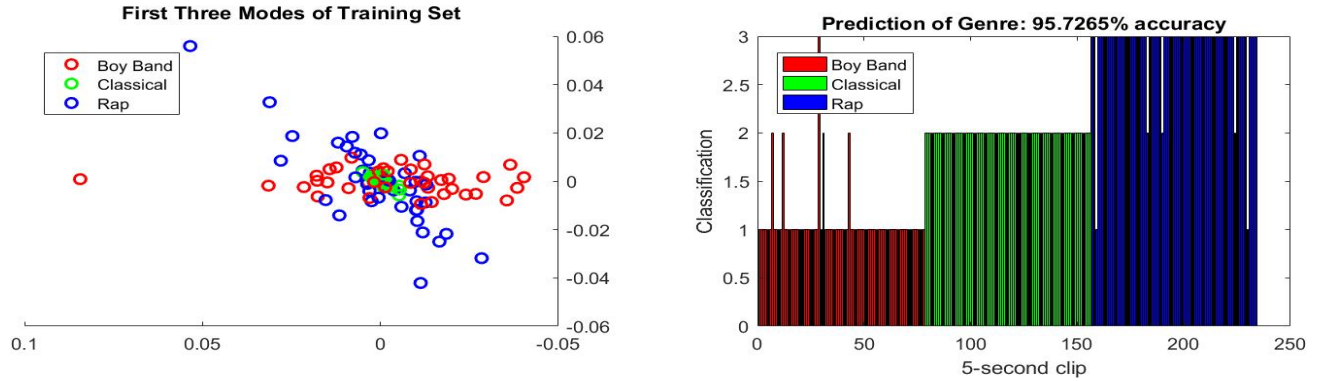 First Three Modes of Training Set
Boy Band
Classical
Rap
0.06
0.04
0.02
0
-0.02
-0.04
-0.06
0.1
0.05
0
-0.05
Prediction of Genre: 95.7265% accuracy
Boy Band
Classical
Rap
Classification
3
2.5
2
1.5
1
0.5
0
0
50
100
150
200
250
5-second clip